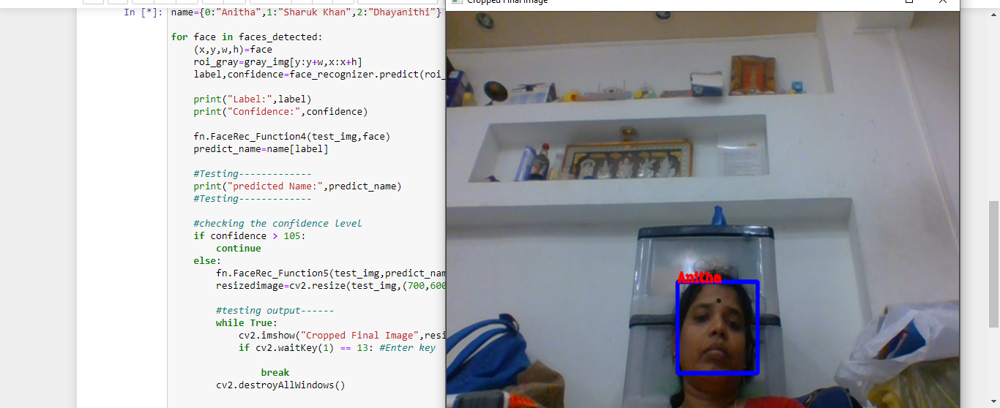 Cropped Final Image
In [*]: name={0:"Anitha",1:"Sharuk Khan",2:"Dhayanithi"}
for face in faces_detected:
(x,y,w,h)=face
roi_gray=gray_img[y:y+w,x:x+h]
label,confidence=face_recognizer.predict(roi_
print("Label:",label)
print("Confidence:",confidence)
fn.FaceRec_Function4(test_img,face)
predict_name=name[label]
#Testing-------------
print("predicted Name:",predict_name)
#Testing-------------
#checking the confidence level
if confidence > 105:
continue
else:
fn.FaceRec_Function5(test_img,predict_nam
resizedimage=cv2.resize(test_img,(700,600
#testing output------
while True:
cv2.imshow("Cropped Final Image",resi
if cv2.waitKey(1) == 13: #Enter key
break
cv2.destroyAllWindows()
Anitha